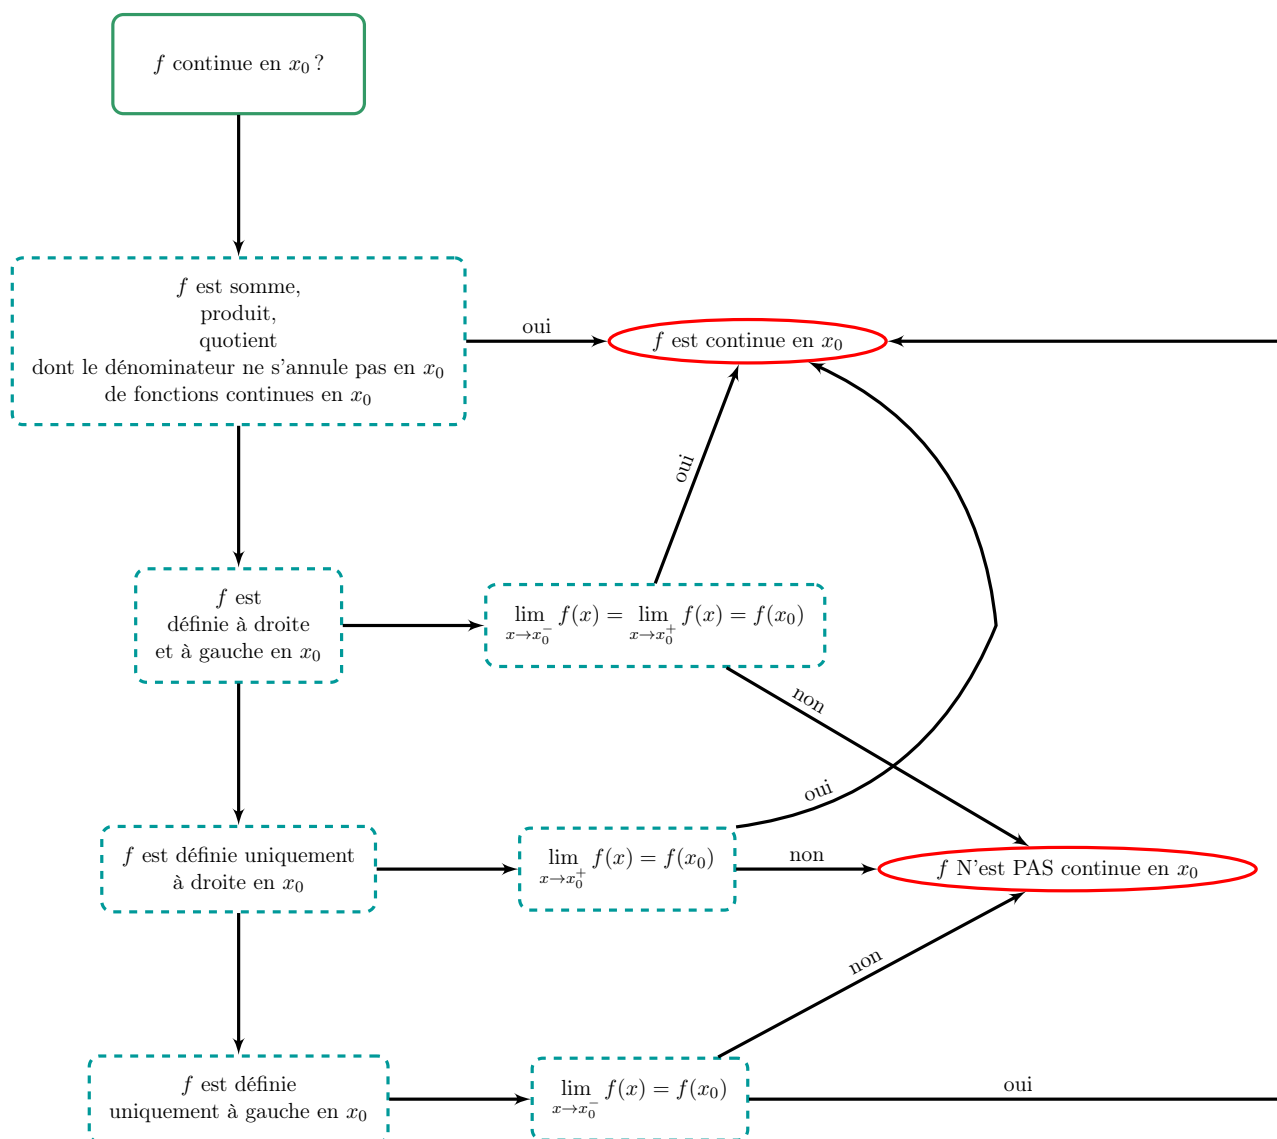 f continue en x₀ ?
f est somme,
produit,
quotient
dont le dénominateur ne s'annule pas en x₀
de fonctions continues en x₀
oui
f est continue en x₀
oui
f est
définie à droite
et à gauche en x₀
lim_{x→x₀⁻} f(x) = lim_{x→x₀⁺} f(x) = f(x₀)
non
oui
f est définie uniquement
à droite en x₀
lim_{x→x₀⁺} f(x) = f(x₀)
non
f N'est PAS continue en x₀
non
f est définie
uniquement à gauche en x₀
lim_{x→x₀⁻} f(x) = f(x₀)
oui